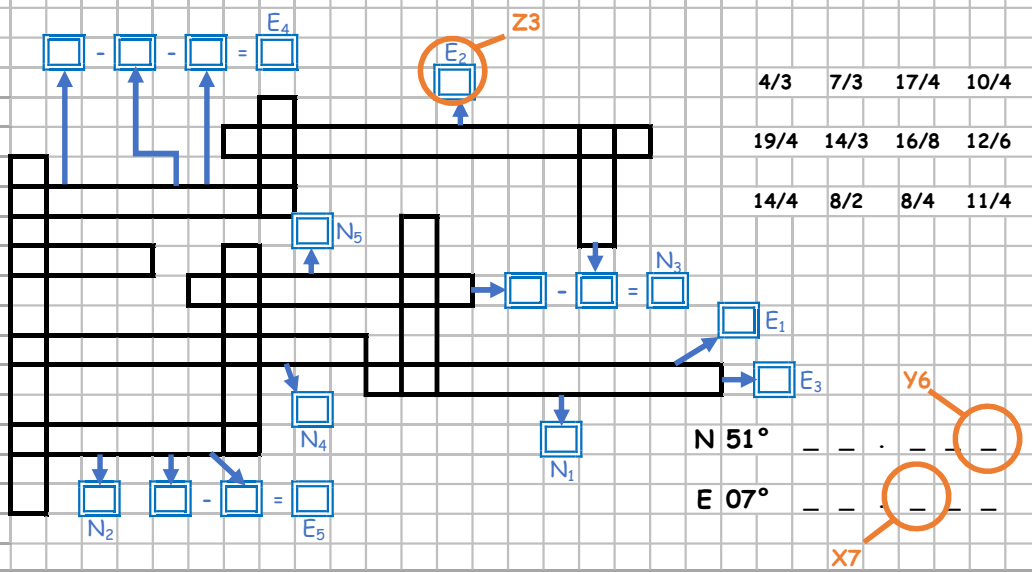 E4
- - =
Z3
E2
4/3 7/3 17/4 10/4
19/4 14/3 16/8 12/6
14/4 8/2 8/4 11/4
N5
N3
- =
E1
E3
Y6
N4
N1
N 51° _ _ . _ _ _
- =
N2 E5
E 07° _ _ . _ _ _
X7